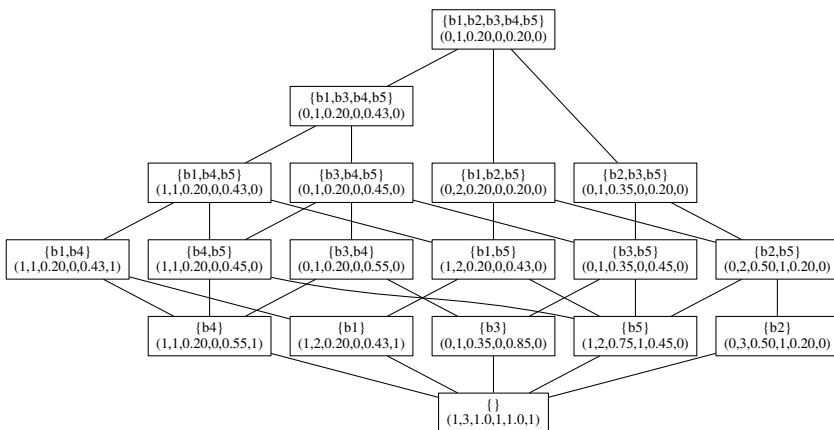 {b1,b2,b3,b4,b5}
(0,1,0.20,0,0.20,0)
{b1,b3,b4,b5}
(0,1,0.20,0,0.43,0)
{b1,b4,b5}
(1,1,0.20,0,0.43,0)
{b3,b4,b5}
(0,1,0.20,0,0.45,0)
{b1,b2,b5}
(0,2,0.20,0,0.20,0)
{b2,b3,b5}
(0,1,0.35,0,0.20,0)
{b1,b4}
(1,1,0.20,0,0.43,1)
{b4,b5}
(1,1,0.20,0,0.45,0)
{b3,b4}
(0,1,0.20,0,0.55,0)
{b1,b5}
(1,2,0.20,0,0.43,0)
{b3,b5}
(0,1,0.35,0,0.45,0)
{b2,b5}
(0,2,0.50,1,0.20,0)
{b4}
(1,1,0.20,0,0.55,1)
{b1}
(1,2,0.20,0,0.43,1)
{b3}
(0,1,0.35,0,0.85,0)
{b5}
(1,2,0.75,1,0.45,0)
{b2}
(0,3,0.50,1,0.20,0)
{}
(1,3,1.0,1,1.0,1)